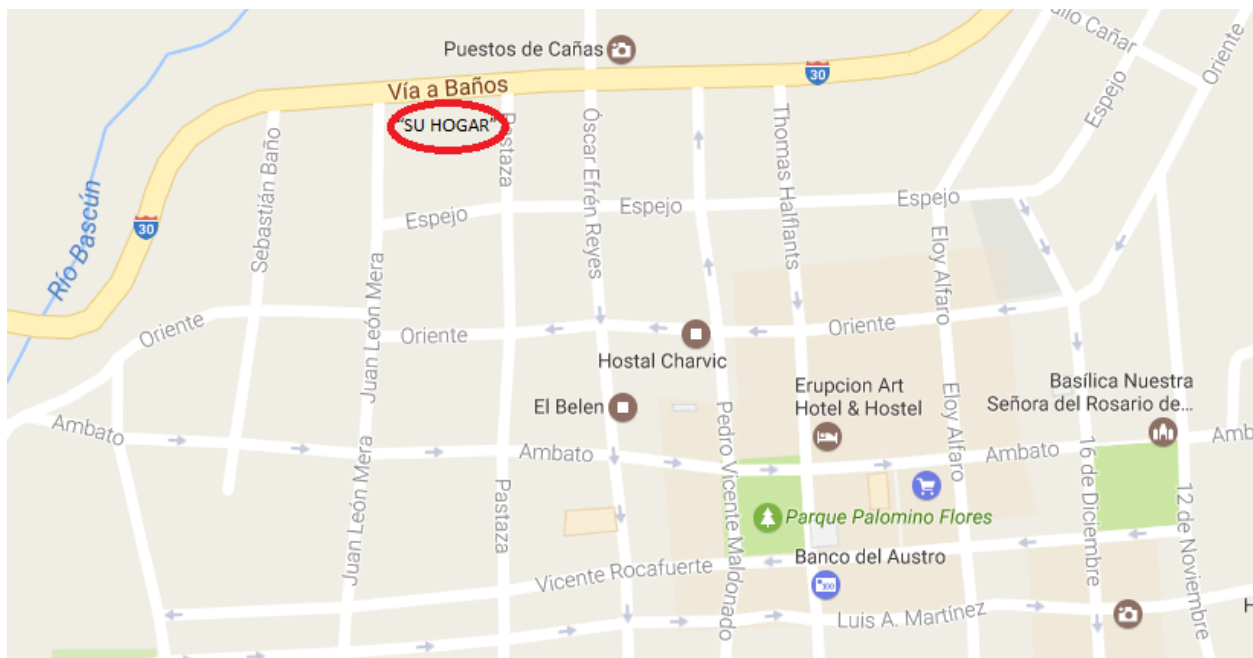 Cañar
Oriente
Puestos de Cañas
30
Vía a Baños
Espejo
"SU HOGAR"
Pastaza
Óscar Efrén Reyes
Thomas Halflants
Sebastián Baño
Río Bascún
Espejo
Espejo
Espejo
30
Eloy Alfaro
Juan León Mera
Oriente
Oriente
Oriente
Hostal Charvic
Erupcion Art
Hotel & Hostel
Basílica Nuestra
Señora del Rosario de...
El Belen
Eloy Alfaro
Pedro Vicente Maldonado
Ambato
Ambato
Ambato
Amb
Juan León Mera
Pastaza
16 de Diciembre
12 de Noviembre
Parque Palomino Flores
Banco del Austro
Vicente Rocafuerte
100
Luis A. Martínez
H